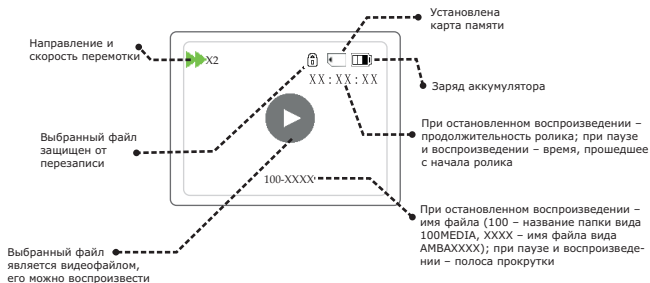 Установлена
карта памяти
Направление и
скорость перемотки
X2
XX:XX:XX
Заряд аккумулятора
При остановленном воспроизведении –
продолжительность ролика; при паузе
и воспроизведении – время, прошедшее
с начала ролика
Выбранный файл
защищен от
перезаписи
100-XXXX
При остановленном воспроизведении –
имя файла (100 – название папки вида
100MEDIA, XXXX – имя файла вида
AMBAXXXX); при паузе и воспроизведе-
нии – полоса прокрутки
Выбранный файл
является видеофайлом,
его можно воспроизвести